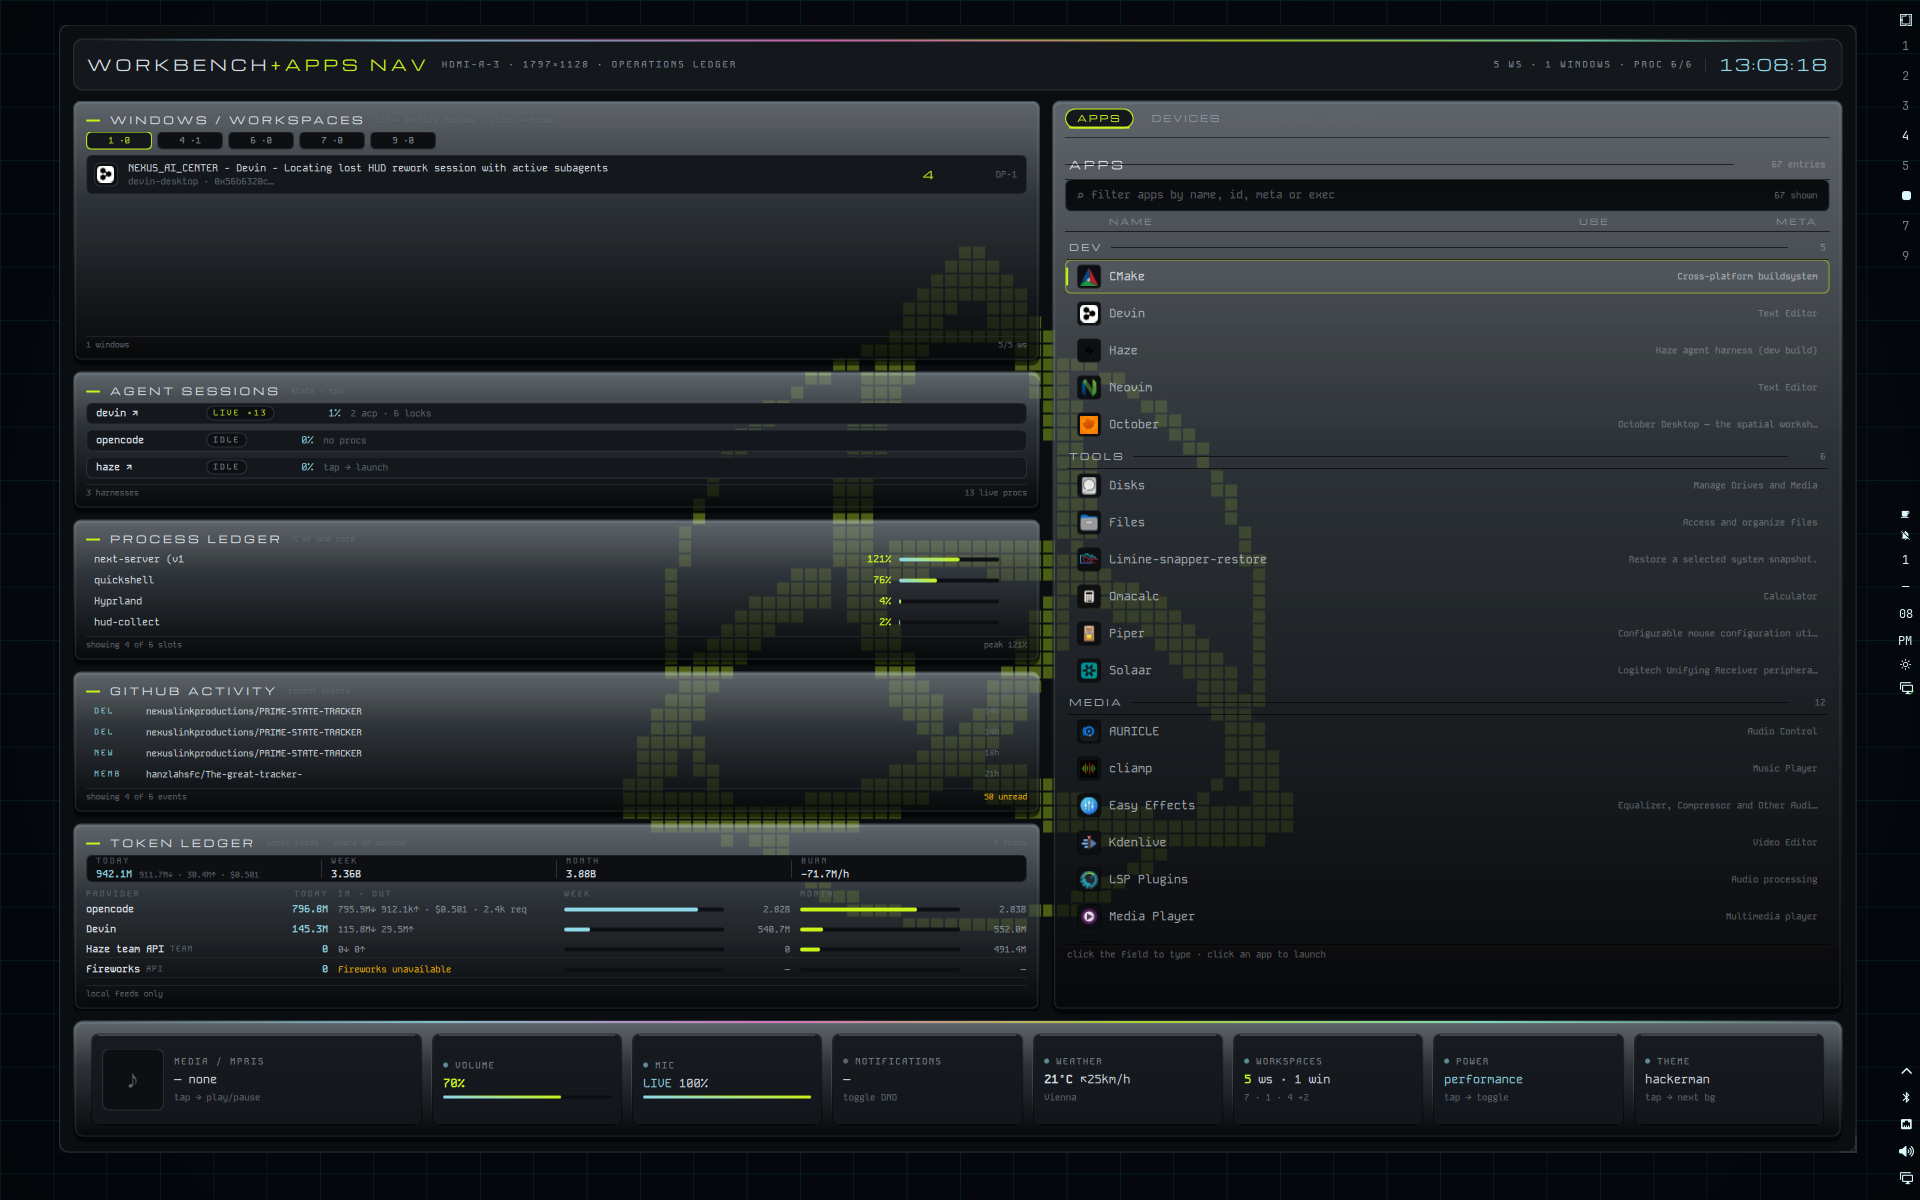 WORKBENCH+APPS NAV HDMI-A-3 · 1797×1128 · OPERATIONS LEDGER
5 WS · 1 WINDOWS · PROC 6/6 13:08:18
WINDOWS / WORKSPACES
1 ·0 4 ·1 6 ·0 7 ·0 9 ·0
NEXUS_AI_CENTER - Devin - Locating lost HUD rework session with active subagents
devin-desktop · 0x56b6320c…
4 DP-1
1 windows 5/5 ws
AGENT SESSIONS
devin ↗ LIVE ·13 1% 2 acp · 6 locks
opencode IDLE 0% no procs
haze ↗ IDLE 0% tap → launch
3 harnesses 13 live procs
PROCESS LEDGER % of one core
next-server (v1 121%
quickshell 76%
Hyprland 4%
hud-collect 2%
showing 4 of 6 slots peak 121%
GITHUB ACTIVITY recent events
DEL nexuslinkproductions/PRIME-STATE-TRACKER
DEL nexuslinkproductions/PRIME-STATE-TRACKER 14h
NEW nexuslinkproductions/PRIME-STATE-TRACKER 18h
MEMB hanzlahsfc/The-great-tracker- 21h
showing 4 of 6 events 50 unread
TOKEN LEDGER local feeds · share of window
TODAY WEEK MONTH BURN
942.1M 911.7M↓ · 30.4M↑ · $0.501 3.36B 3.88B ~71.7M/h
PROVIDER TODAY IN · OUT WEEK MONTH
opencode 796.8M 795.9M↓ 912.1k↑ · $0.501 · 2.4k req 2.82B 2.83B
Devin 145.3M 115.8M↓ 29.5M↑ 540.7M 552.0M
Haze team API TEAM 0 0↓ 0↑ 0 491.4M
Fireworks API 0 Fireworks unavailable — —
local feeds only
APPS DEVICES
APPS 67 entries
filter apps by name, id, meta or exec 67 shown
NAME USE META
DEV 5
CMake Cross-platform buildsystem
Devin Text Editor
Haze Haze agent harness (dev build)
Neovim Text Editor
October October Desktop — the spatial worksh…
TOOLS 6
Disks Manage Drives and Media
Files Access and organize files
Limine-snapper-restore Restore a selected system snapshot.
Omacalc Calculator
Piper Configurable mouse configuration uti…
Solaar Logitech Unifying Receiver periphera…
MEDIA 12
AURICLE Audio Control
cliamp Music Player
Easy Effects Equalizer, Compressor and Other Audi…
Kdenlive Video Editor
LSP Plugins Audio processing
Media Player Multimedia player
click the field to type · click an app to launch
MEDIA / MPRIS
— none
tap → play/pause
VOLUME
70%
MIC
LIVE 100%
NOTIFICATIONS
—
toggle DND
WEATHER
21°C ↖25km/h
Vienna
WORKSPACES
5 ws · 1 win
7 · 1 · 4 +2
POWER
performance
tap → toggle
THEME
hackerman
tap → next bg
1
2
3
4
5
7
9
1
—
08
PM